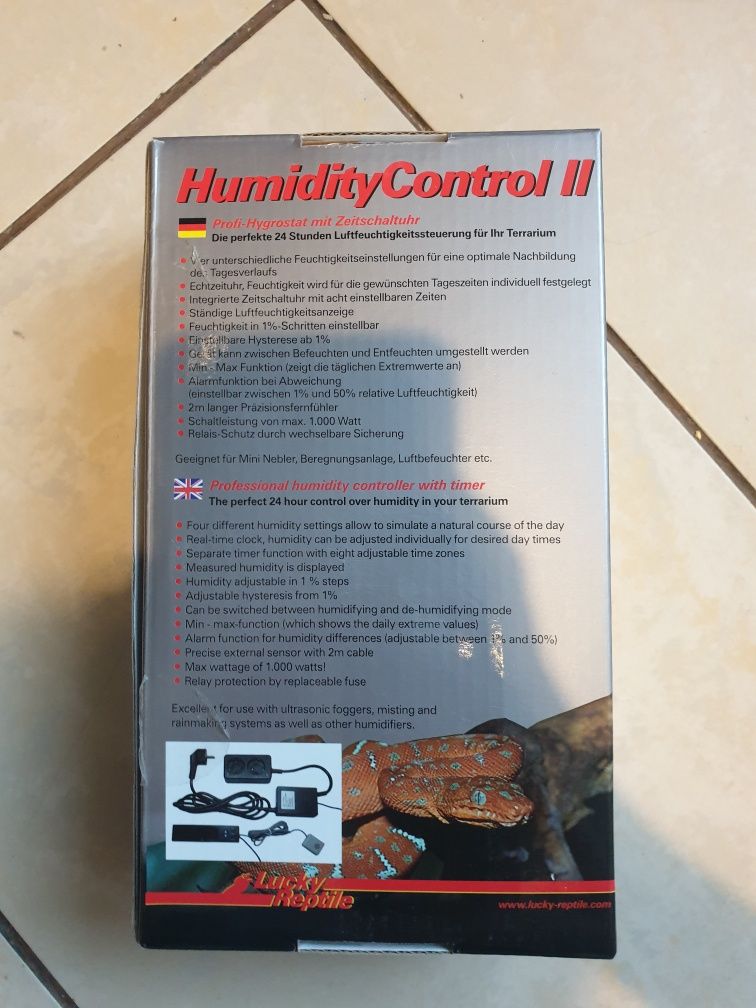 HumidityControl II
Profi-Hygrostat mit Zeitschaltuhr
Die perfekte 24 Stunden Luftfeuchtigkeitssteuerung für Ihr Terrarium
• Vier unterschiedliche Feuchtigkeitseinstellungen für eine optimale Nachbildung
des Tagesverlaufs
• Echtzeituhr, Feuchtigkeit wird für die gewünschten Tageszeiten individuell festgelegt
• Integrierte Zeitschaltuhr mit acht einstellbaren Zeiten
• Ständige Luftfeuchtigkeitsanzeige
• Feuchtigkeit in 1%-Schritten einstellbar
• Einstellbare Hysterese ab 1%
• Gerät kann zwischen Befeuchten und Entfeuchten umgestellt werden
• Min - Max Funktion (zeigt die täglichen Extremwerte an)
• Alarmfunktion bei Abweichung
(einstellbar zwischen 1% und 50% relative Luftfeuchtigkeit)
• 2m langer Präzisionsfernfühler
• Schaltleistung von max. 1.000 Watt
• Relais-Schutz durch wechselbare Sicherung
Geeignet für Mini Nebler, Beregnungsanlage, Luftbefeuchter etc.
Professional humidity controller with timer
The perfect 24 hour control over humidity in your terrarium
• Four different humidity settings allow to simulate a natural course of the day
• Real-time clock, humidity can be adjusted individually for desired day times
• Separate timer function with eight adjustable time zones
• Measured humidity is displayed
• Humidity adjustable in 1 % steps
• Adjustable hysteresis from 1%
• Can be switched between humidifying and de-humidifying mode
• Min - max-function (which shows the daily extreme values)
• Alarm function for humidity differences (adjustable between 1% and 50%)
• Precise external sensor with 2m cable
• Max wattage of 1.000 watts!
• Relay protection by replaceable fuse
Excellent for use with ultrasonic foggers, misting and
rainmaking systems as well as other humidifiers.
Lucky
Reptile
www.lucky-reptile.com